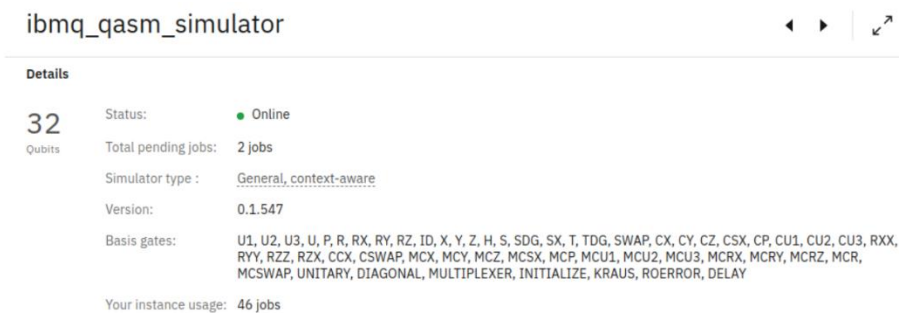 ibmq_qasm_simulator
Details
32
Qubits
Status: Online
Total pending jobs: 2 jobs
Simulator type : General, context-aware
Version: 0.1.547
Basis gates: U1, U2, U3, U, P, R, RX, RY, RZ, ID, X, Y, Z, H, S, SDG, SX, T, TDG, SWAP, CX, CY, CZ, CSX, CP, CU1, CU2, CU3, RXX,
RYY, RZZ, RZX, CCX, CSWAP, MCX, MCY, MCZ, MCSX, MCP, MCU1, MCU2, MCU3, MCRX, MCRY, MCRZ, MCR,
MCSWAP, UNITARY, DIAGONAL, MULTIPLEXER, INITIALIZE, KRAUS, ROERROR, DELAY
Your instance usage: 46 jobs